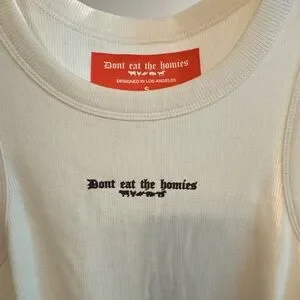 Dont eat the homies
DESIGNED IN LOS ANGELES
S
Dont eat the homies